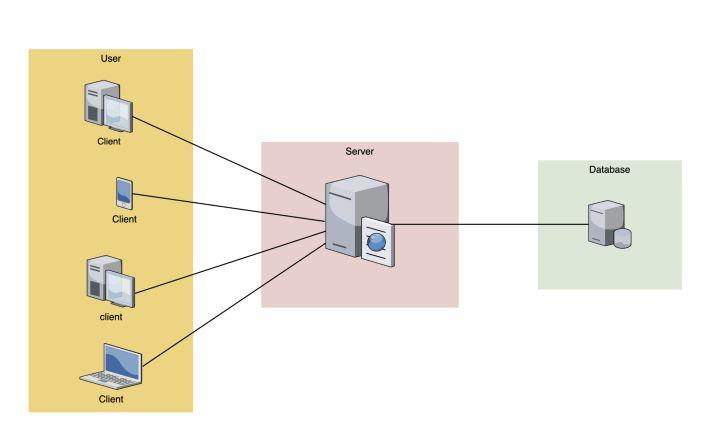 User
Client
Client
client
Client
Server
Database